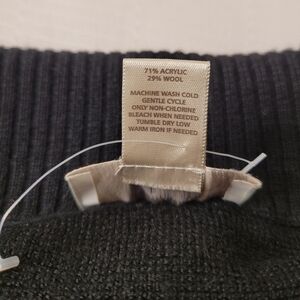 71% ACRYLIC
29% WOOL
MACHINE WASH COLD
GENTLE CYCLE
ONLY NON-CHLORINE
BLEACH WHEN NEEDED
TUMBLE DRY LOW
WARM IRON IF NEEDED